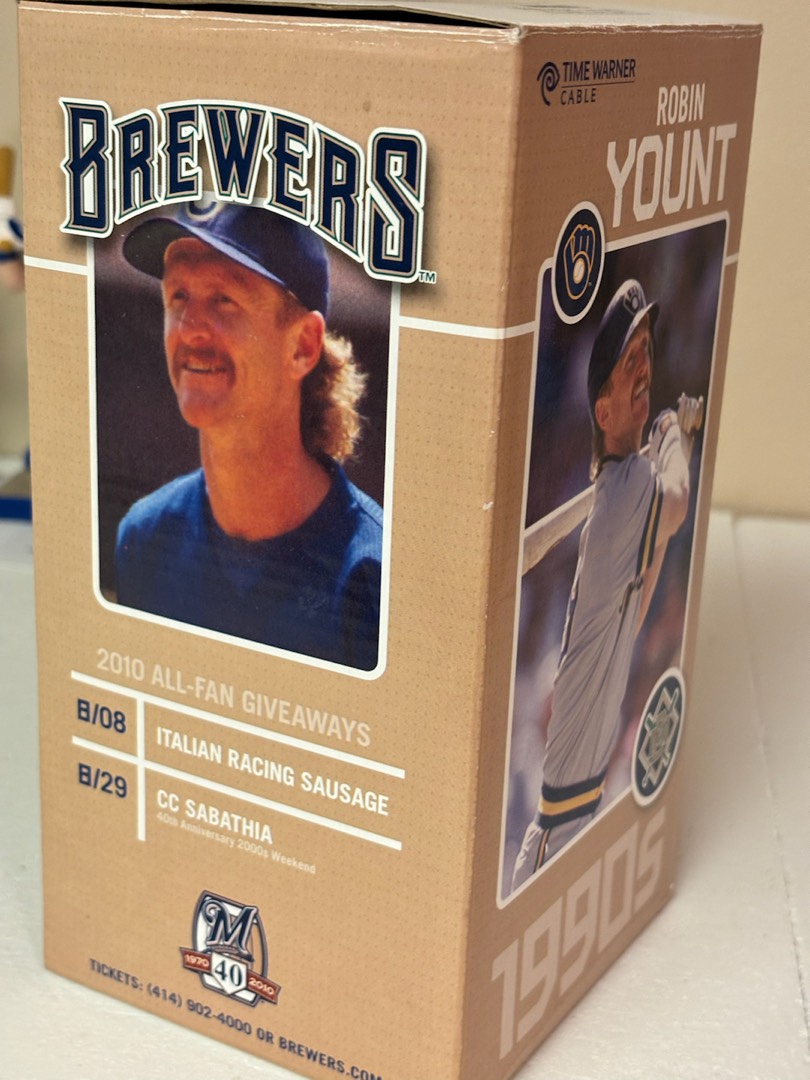 BREWERS
TM
2010 ALL-FAN GIVEAWAYS
8/08
ITALIAN RACING SAUSAGE
8/29
CC SABATHIA
40th Anniversary 2000s Weekend
M
1970 40 2010
TICKETS: (414) 902-4000 OR BREWERS.COM
TIME WARNER
CABLE
ROBIN
YOUNT
1990s